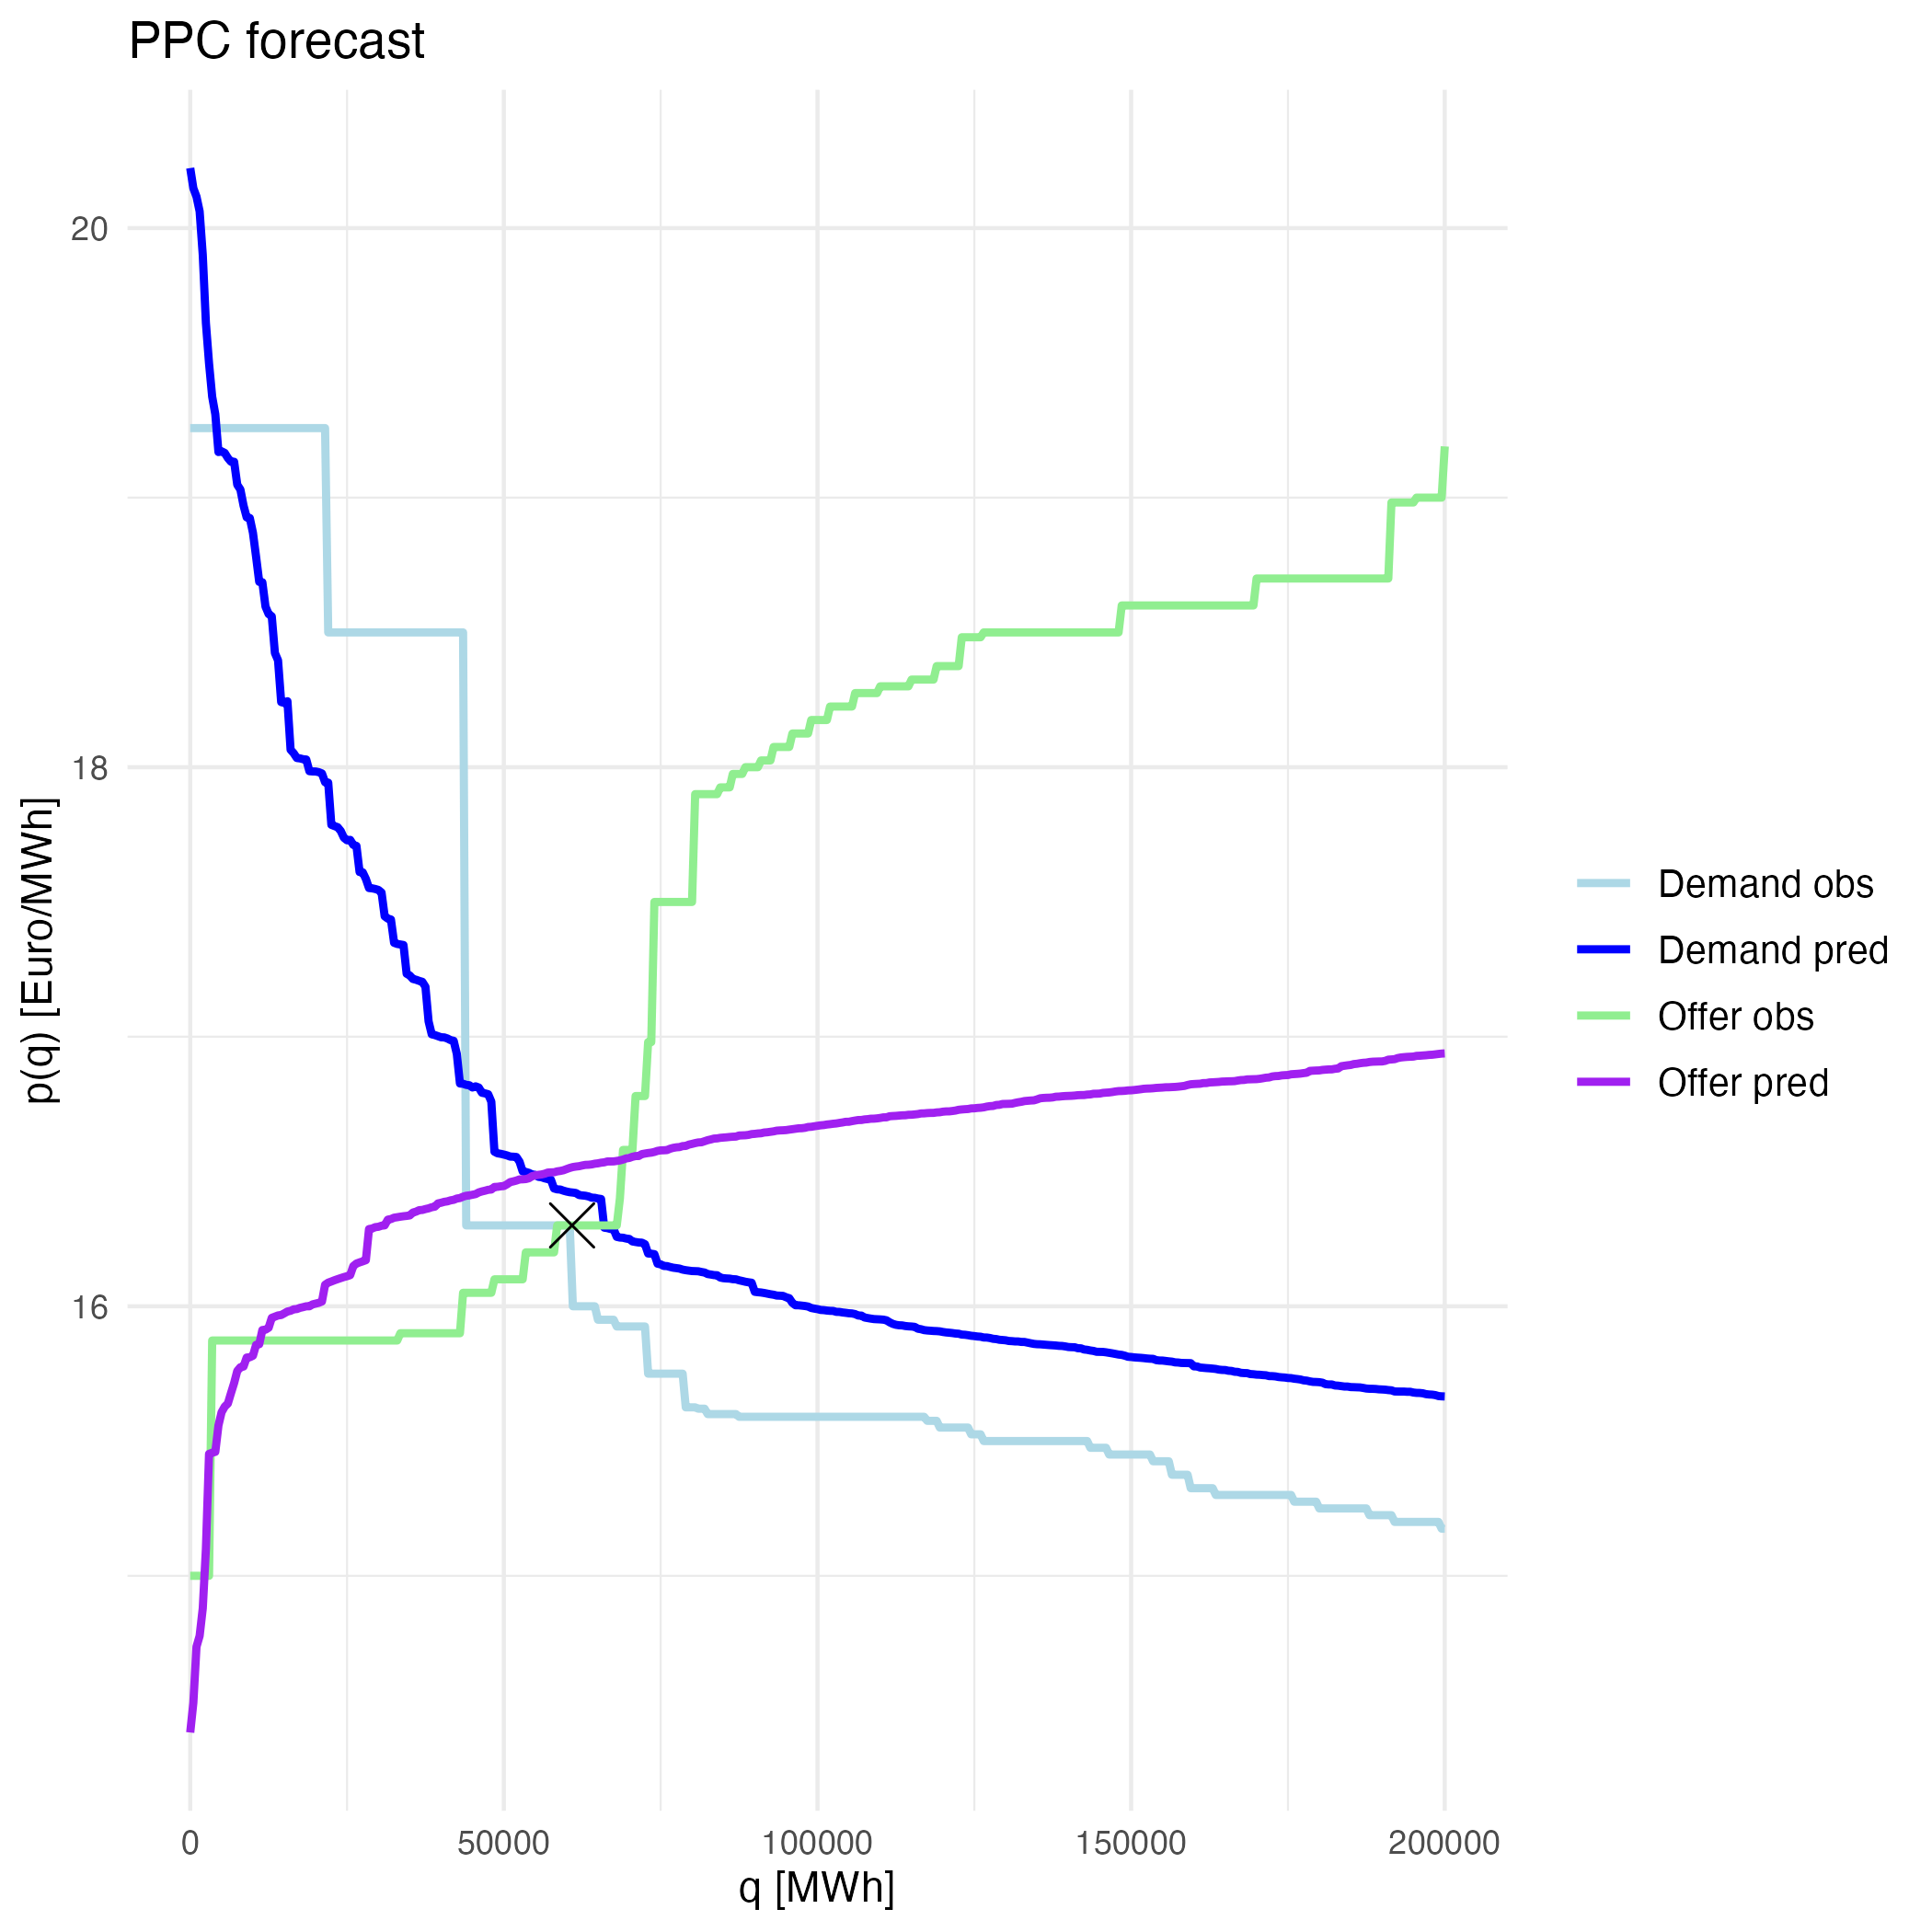 PPC forecast
20
18
16
p(q) [Euro/MWh]
0 50000 100000 150000 200000
q [MWh]
Demand obs
Demand pred
Offer obs
Offer pred